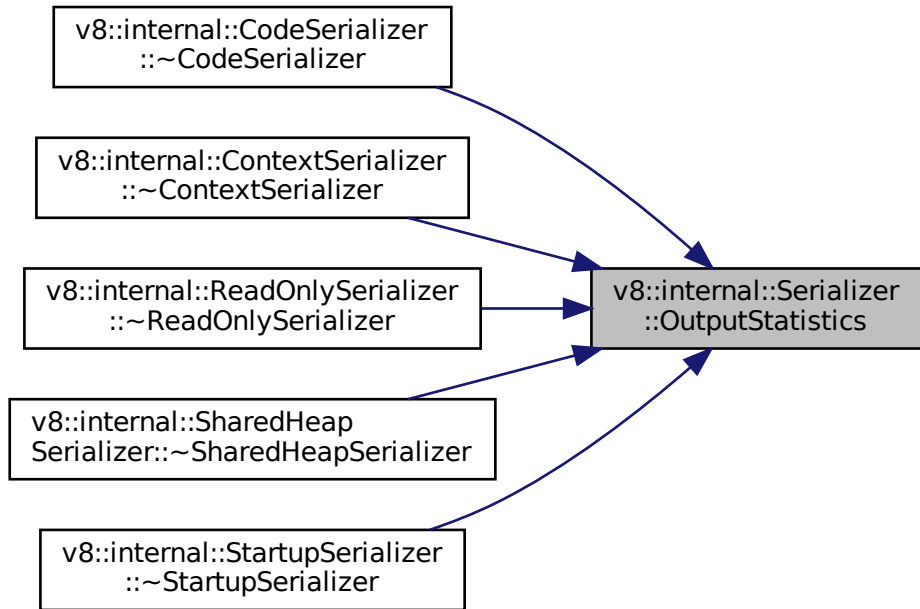 v8::internal::CodeSerializer
::~CodeSerializer
v8::internal::ContextSerializer
::~ContextSerializer
v8::internal::ReadOnlySerializer
::~ReadOnlySerializer
v8::internal::SharedHeap
Serializer::~SharedHeapSerializer
v8::internal::StartupSerializer
::~StartupSerializer
v8::internal::Serializer
::OutputStatistics